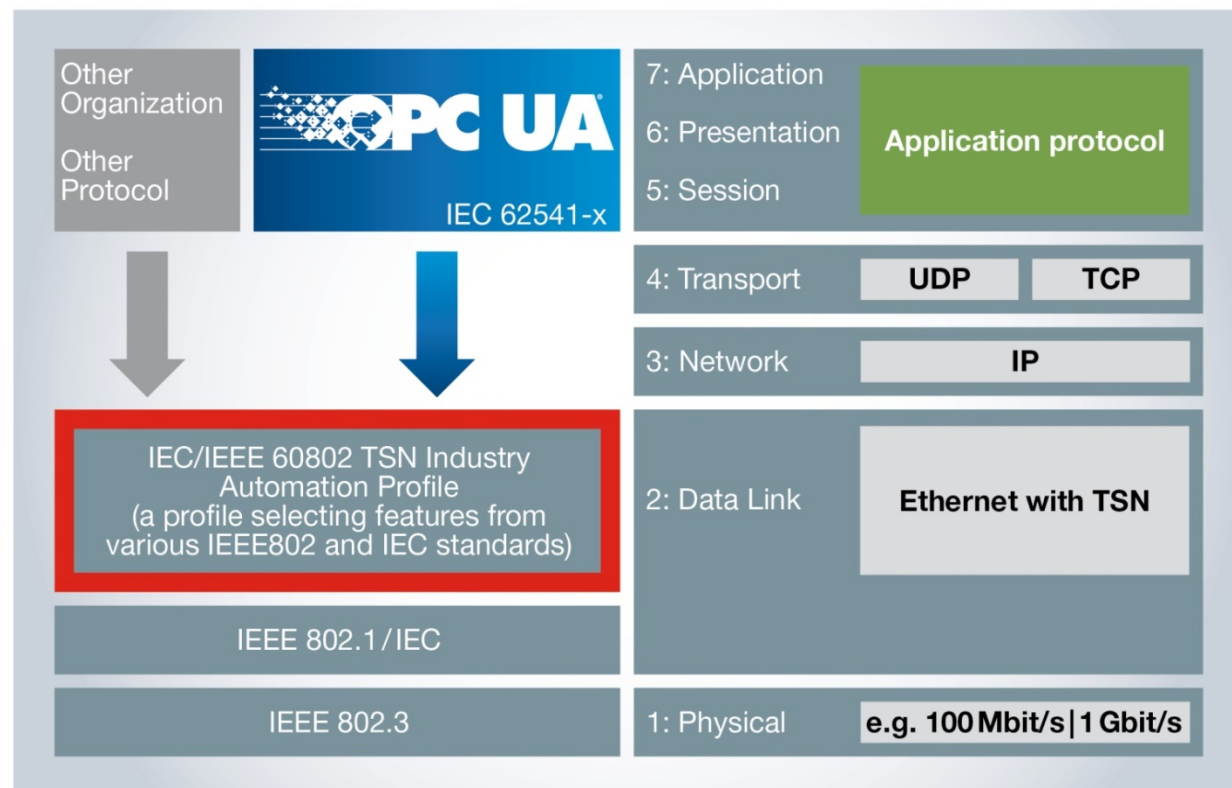 Other
Organization
Other
Protocol
OPC UA
IEC 62541-x
IEC/IEEE 60802 TSN Industry
Automation Profile
(a profile selecting features from
various IEEE802 and IEC standards)
IEEE 802.1/IEC
IEEE 802.3
7: Application
6: Presentation
5: Session
Application protocol
4: Transport
UDP
TCP
3: Network
IP
2: Data Link
Ethernet with TSN
1: Physical
e.g. 100 Mbit/s|1 Gbit/s